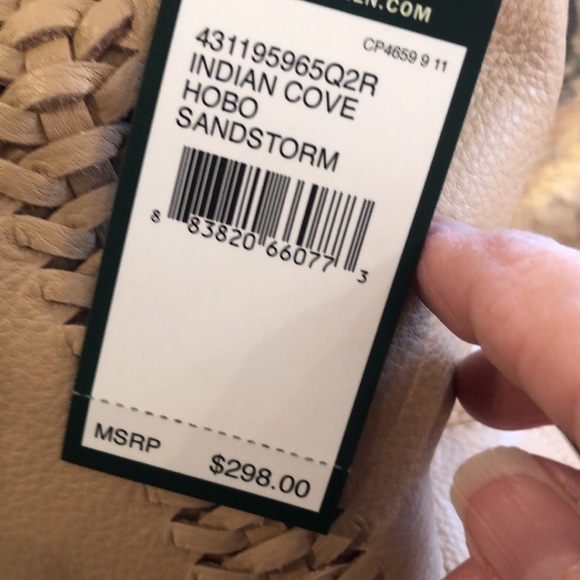 .COM
CP4659 9 11
431195965Q2R
INDIAN COVE
HOBO
SANDSTORM
8 83820 66077 3
MSRP
$298.00